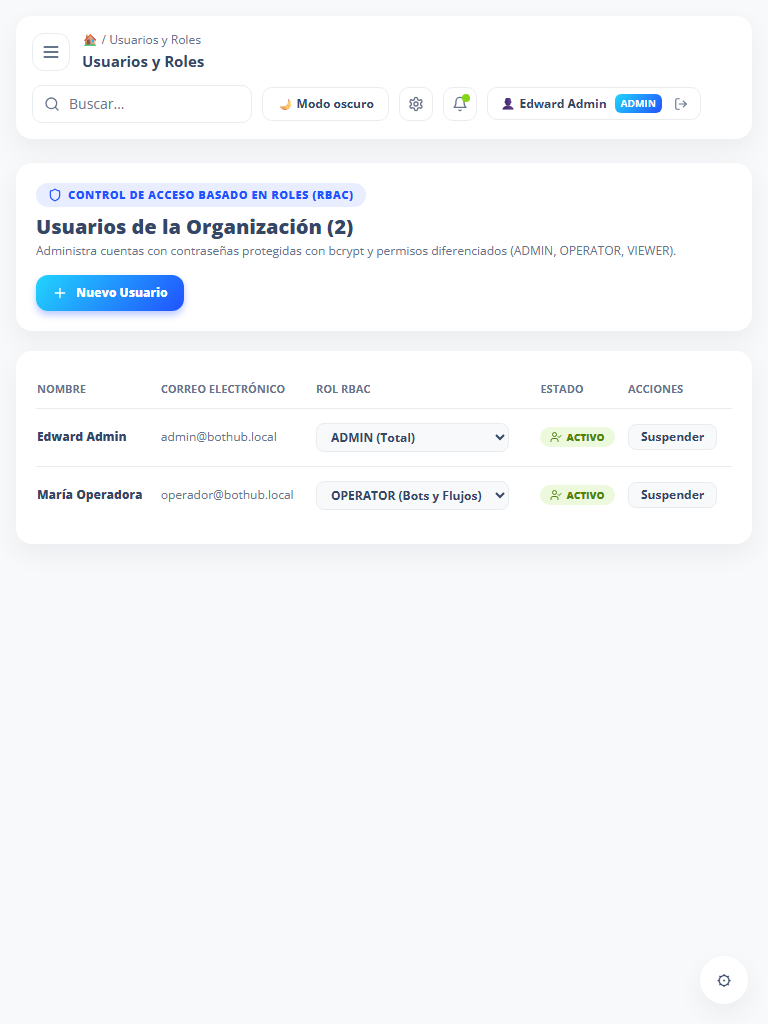 / Usuarios y Roles
Usuarios y Roles
Buscar...
Modo oscuro
Edward Admin
ADMIN
CONTROL DE ACCESO BASADO EN ROLES (RBAC)
Usuarios de la Organización (2)
Administra cuentas con contraseñas protegidas con bcrypt y permisos diferenciados (ADMIN, OPERATOR, VIEWER).
Nuevo Usuario
NOMBRE CORREO ELECTRÓNICO ROL RBAC ESTADO ACCIONES
Edward Admin admin@bothub.local ADMIN (Total) ACTIVO Suspender
María Operadora operador@bothub.local OPERATOR (Bots y Flujos) ACTIVO Suspender